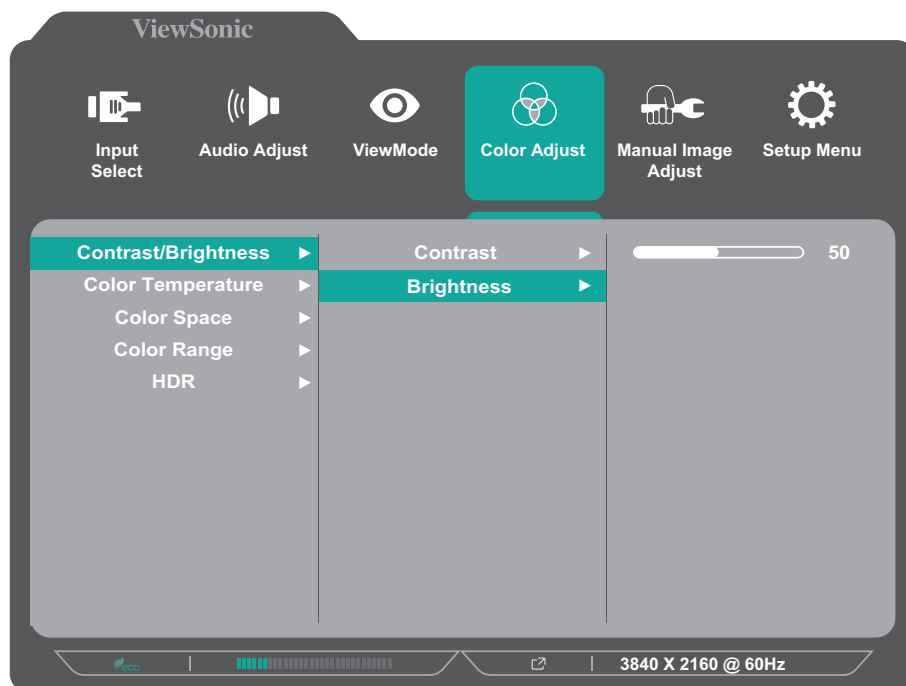 ViewSonic
Input
Select
Audio Adjust
ViewMode
Color Adjust
Manual Image
Adjust
Setup Menu
Contrast/Brightness
Color Temperature
Color Space
Color Range
HDR
Contrast
Brightness
50
eco
3840 X 2160 @ 60Hz